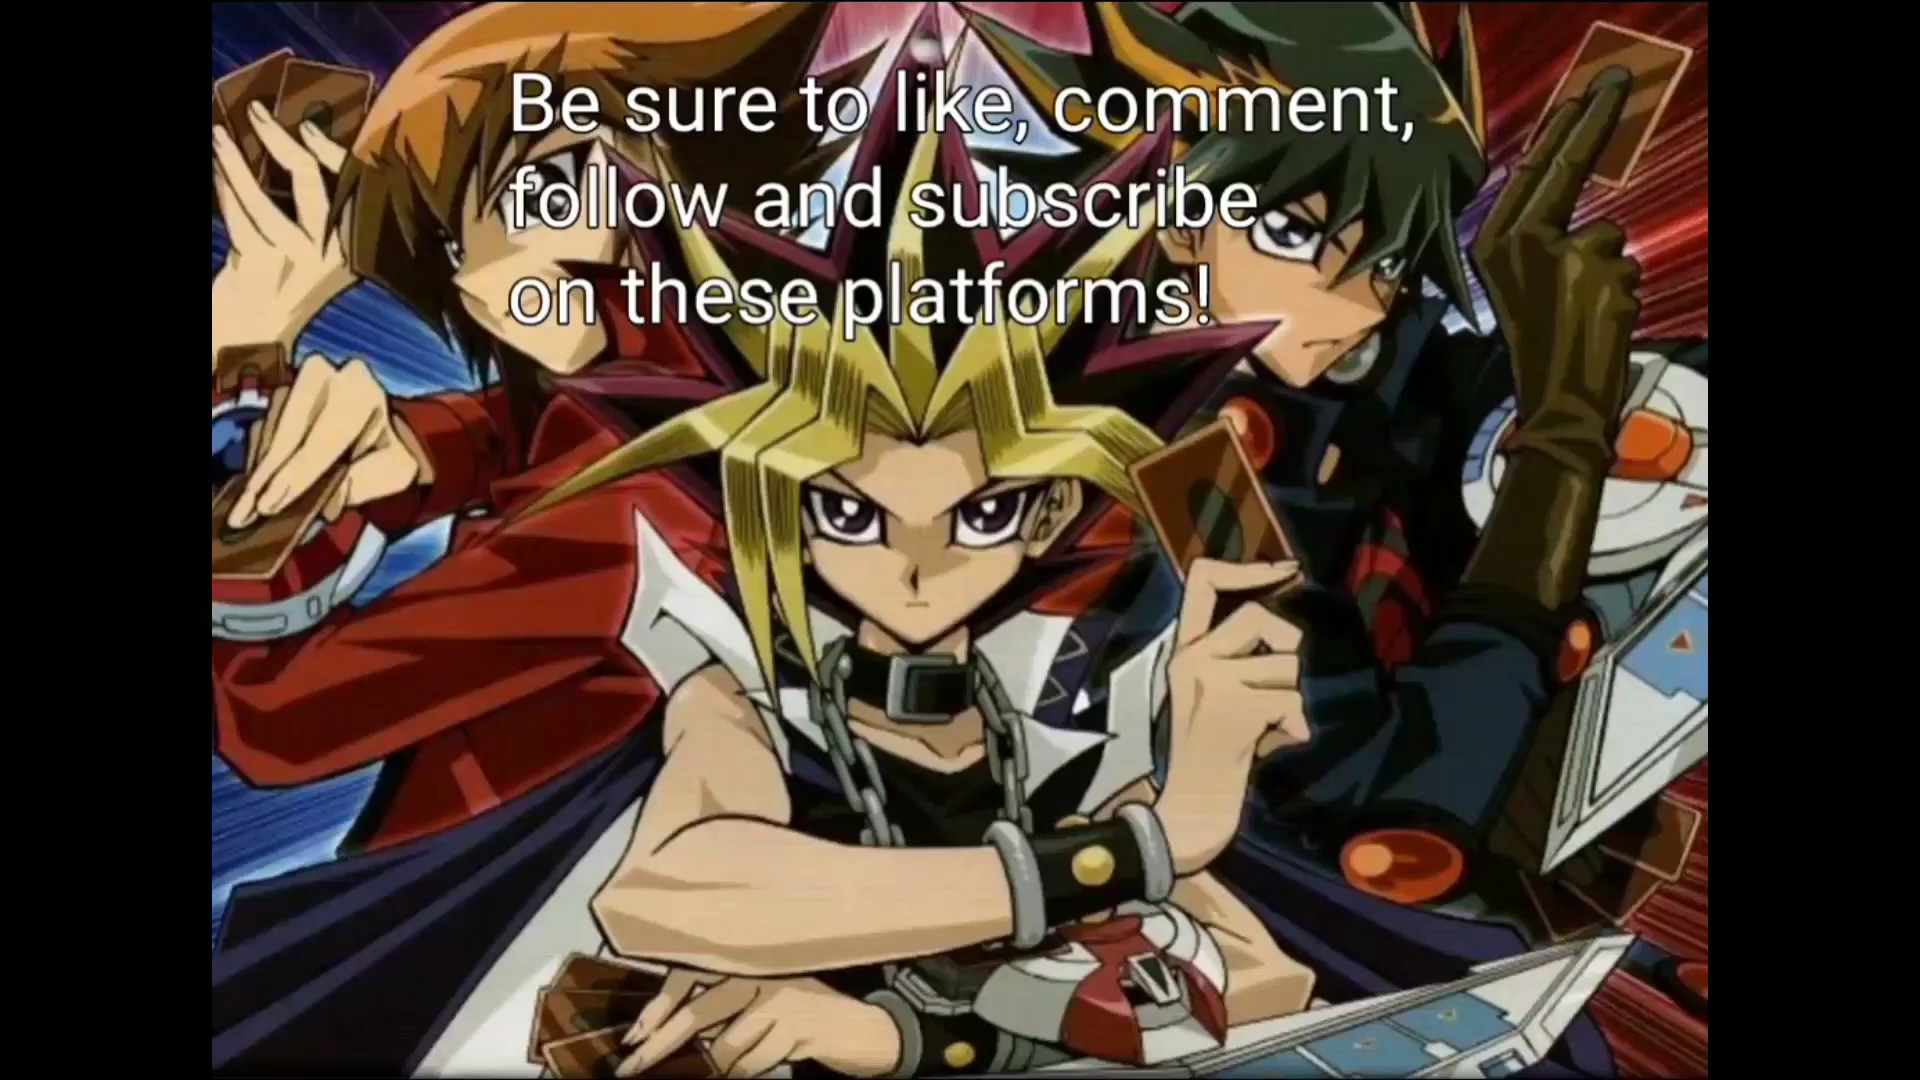 Be sure to like, comment,
follow and subscribe
on these platforms!